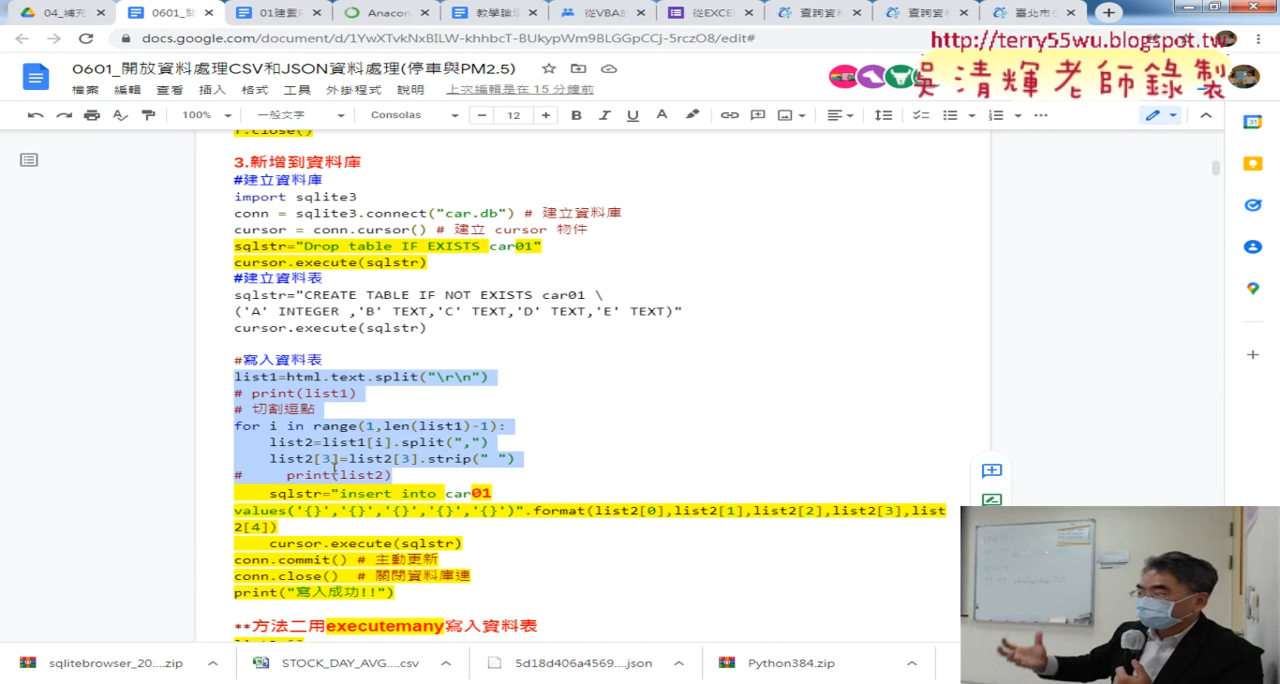 04_補充
0601_
01建置P
Anacon
教學論壇
從VBA的
從EXCE
查詢資料
查詢資料
臺北市住
docs.google.com/document/d/1YwXTvkNxBILW-khhbcT-BUkypWm9BLGGpCCj-5rczO8/edit#
http://terry55wu.blogspot.tw
0601_開放資料處理CSV和JSON資料處理(停車與PM2.5)
吳清輝老師錄製
檔案 編輯 查看 插入 格式 工具 外掛程式 說明 上次編輯是在 15 分鐘前
100% 一般文字 Consolas 12 B I U A
f.close()
3.新增到資料庫
#建立資料庫
import sqlite3
conn = sqlite3.connect("car.db") # 建立資料庫
cursor = conn.cursor() # 建立 cursor 物件
sqlstr="Drop table IF EXISTS car01"
cursor.execute(sqlstr)
#建立資料表
sqlstr="CREATE TABLE IF NOT EXISTS car01 \
('A' INTEGER ,'B' TEXT,'C' TEXT,'D' TEXT,'E' TEXT)"
cursor.execute(sqlstr)
#寫入資料表
list1=html.text.split("\r\n")
# print(list1)
# 切割逗點
for i in range(1,len(list1)-1):
list2=list1[i].split(",")
list2[3]=list2[3].strip(" ")
# print(list2)
sqlstr="insert into car01
values('{}','{}','{}','{}','{}')".format(list2[0],list2[1],list2[2],list2[3],lis
t2[4])
cursor.execute(sqlstr)
conn.commit() # 主動更新
conn.close() # 關閉資料庫連
print("寫入成功!!")
**方法二用executemany寫入資料表
sqlitebrowser_20....zip
STOCK_DAY_AVG....csv
5d18d406a4569....json
Python384.zip